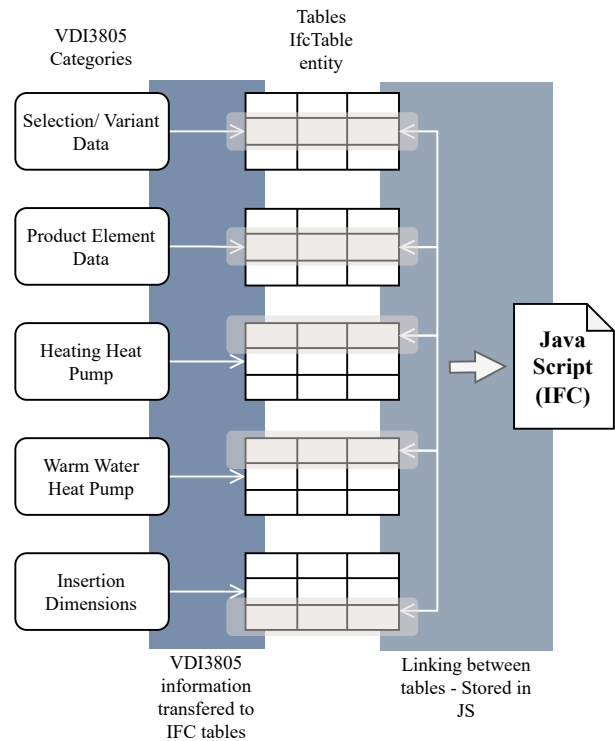 VDI3805
Categories
Tables
IfcTable
entity
Selection/ Variant
Data
Product Element
Data
Heating Heat
Pump
Warm Water
Heat Pump
Insertion
Dimensions
Java
Script
(IFC)
VDI3805
information
transfered to
IFC tables
Linking between
tables - Stored in
JS